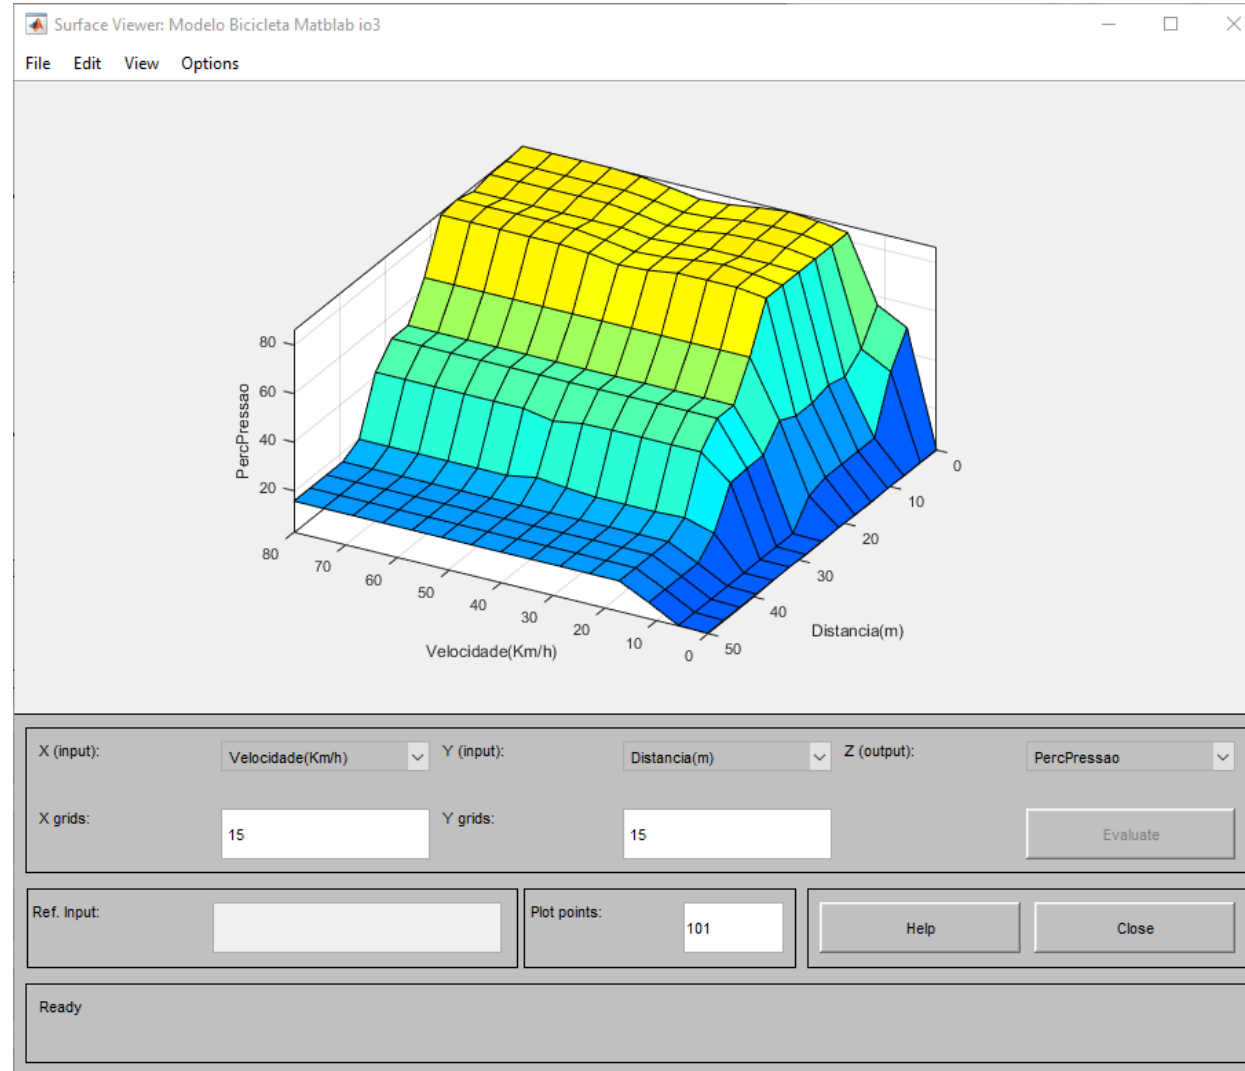 Surface Viewer: Modelo Bicicleta Matblab io3
File Edit View Options
80
60
40
20
PercPressao
80
70
60
50
40
30
20
10
0
Velocidade(Km/h)
0
10
20
30
40
50
Distancia(m)
X (input): Velocidade(Km/h) Y (input): Distancia(m) Z (output): PercPressao
X grids: 15 Y grids: 15 Evaluate
Ref. Input: Plot points: 101 Help Close
Ready